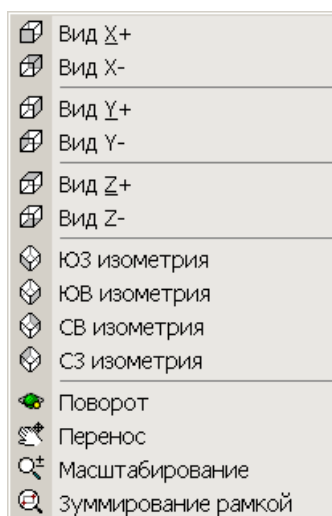 Вид X+
Вид X-
Вид Y+
Вид Y-
Вид Z+
Вид Z-
ЮЗ изометрия
ЮВ изометрия
СВ изометрия
СЗ изометрия
Поворот
Перенос
Масштабирование
Зуммирование рамкой